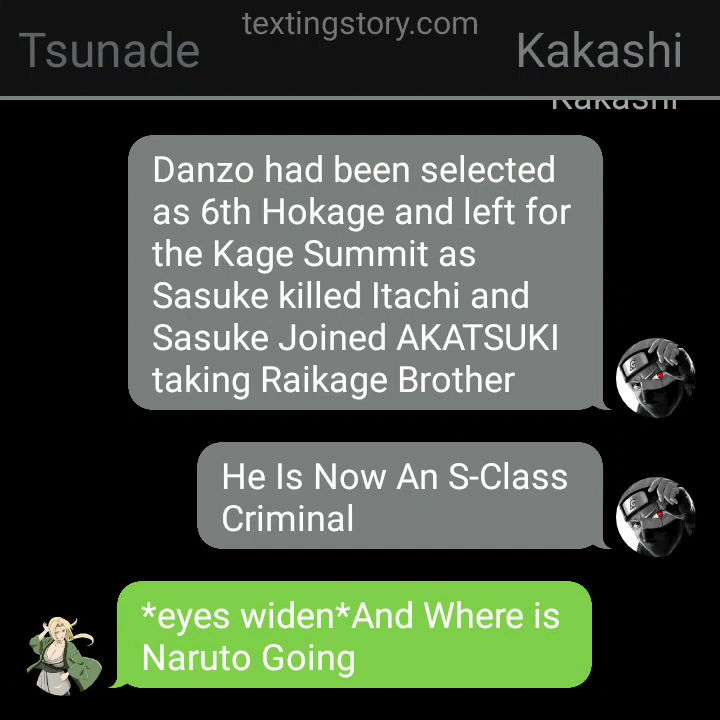 textingstory.com
Tsunade
Kakashi
Kakashi
Danzo had been selected
as 6th Hokage and left for
the Kage Summit as
Sasuke killed Itachi and
Sasuke Joined AKATSUKI
taking Raikage Brother
He Is Now An S-Class
Criminal
*eyes widen*And Where is
Naruto Going